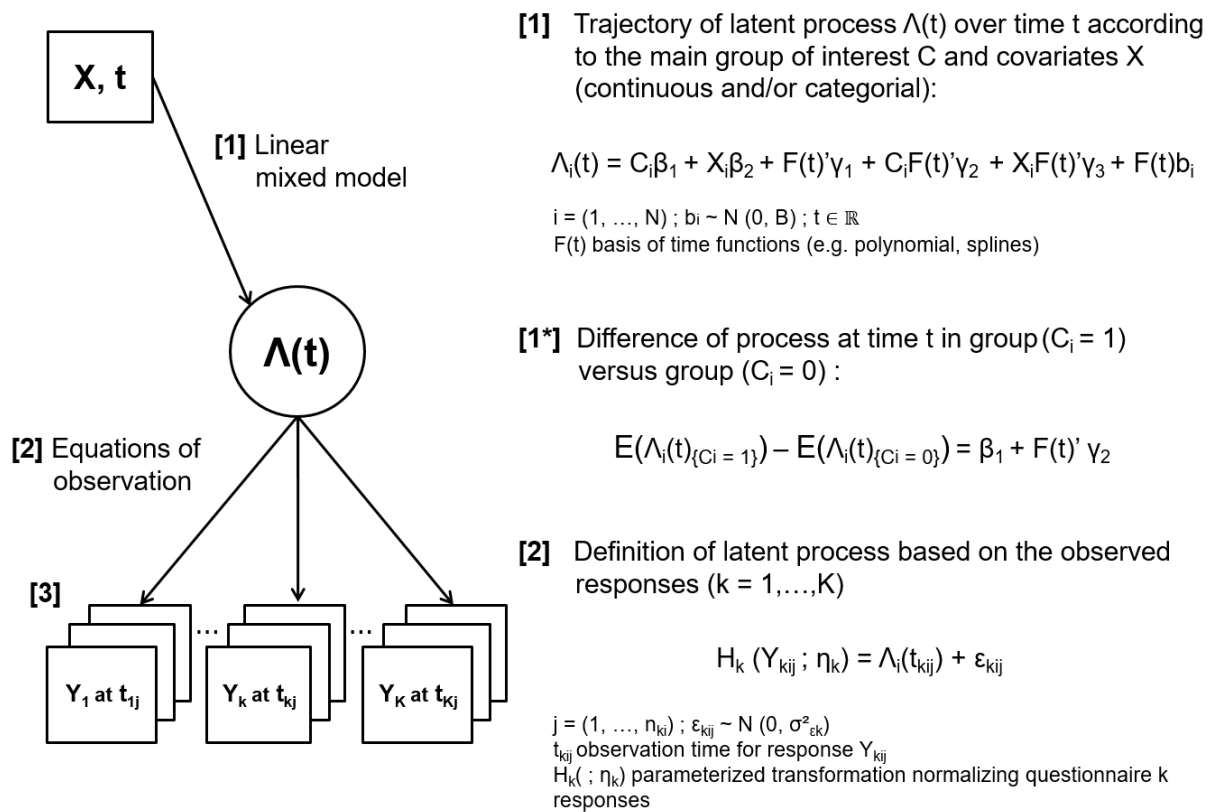 X, t
[1] Linear
mixed model
Λ(t)
[2] Equations of
observation
[3]
... ...
Y₁ at t₁ⱼ
Yₖ at tₖⱼ
Y_K at t_Kj
[1] Trajectory of latent process Λ(t) over time t according
to the main group of interest C and covariates X
(continuous and/or categorial):
Λᵢ(t) = Cᵢβ₁ + Xᵢβ₂ + F(t)’γ₁ + CᵢF(t)’γ₂ + XᵢF(t)’γ₃ + F(t)bᵢ
i = (1, …, N) ; bᵢ ~ N (0, B) ; t ∈ ℝ
F(t) basis of time functions (e.g. polynomial, splines)
[1*] Difference of process at time t in group (Cᵢ = 1)
versus group (Cᵢ = 0) :
E(Λᵢ(t)_{Ci = 1}) – E(Λᵢ(t)_{Ci = 0}) = β₁ + F(t)’ γ₂
[2] Definition of latent process based on the observed
responses (k = 1,…,K)
Hₖ (Yₖᵢⱼ ; ηₖ) = Λᵢ(tₖᵢⱼ) + εₖᵢⱼ
j = (1, …, ηₖᵢ) ; εₖᵢⱼ ~ N (0, σ²_εk)
tₖᵢⱼ observation time for response Yₖᵢⱼ
Hₖ( ; ηₖ) parameterized transformation normalizing questionnaire k
responses